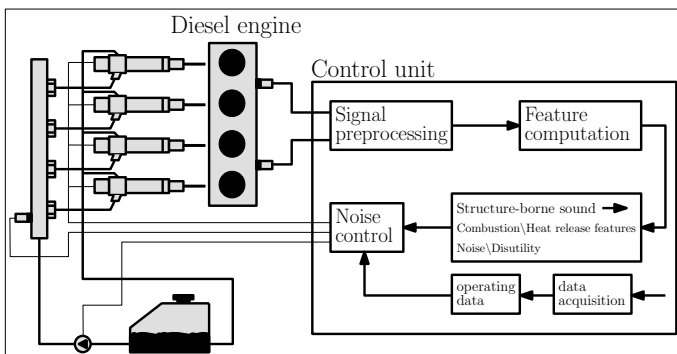 Diesel engine
Control unit
Signal
preprocessing
Feature
computation
Noise
control
Structure-borne sound
Combustion\Heat release features
Noise\Disutility
operating
data
data
acquisition